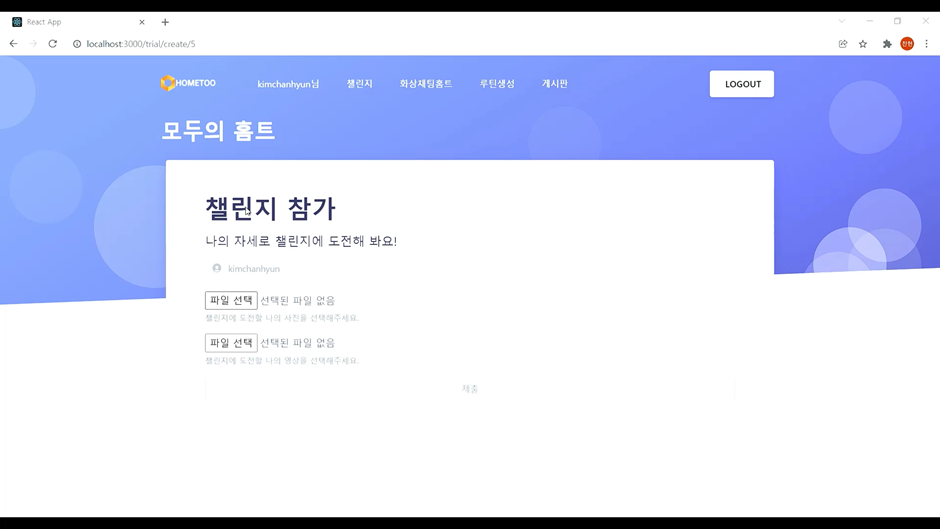 React App
localhost:3000/trial/create/5
찬현
HOMETOO kimchanhyun님 챌린지 화상채팅홈트 루틴생성 게시판 LOGOUT
모두의 홈트
챌린지 참가
나의 자세로 챌린지에 도전해 봐요!
kimchanhyun
파일 선택 선택된 파일 없음
챌린지에 도전할 나의 사진을 선택해주세요.
파일 선택 선택된 파일 없음
챌린지에 도전할 나의 영상을 선택해주세요.
제출